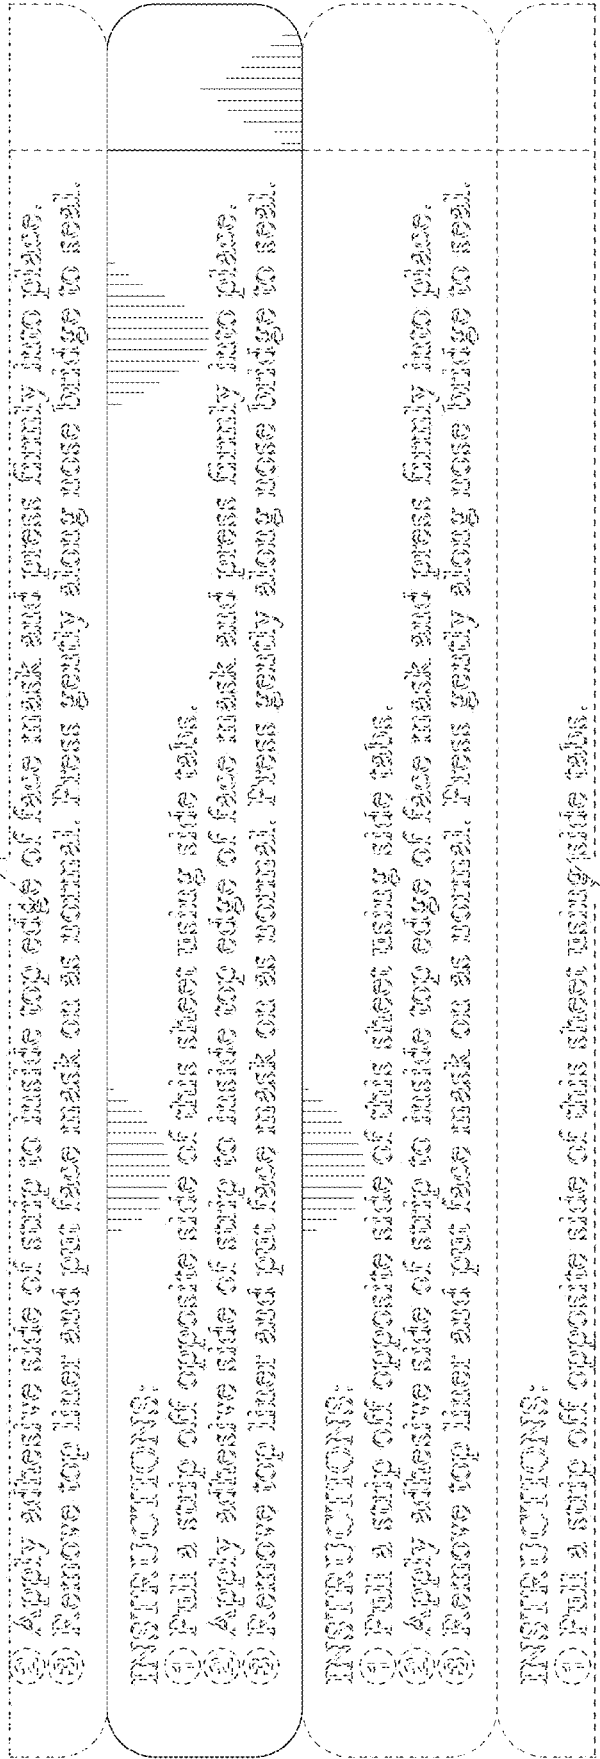 ② Apply adhesive side of strip to inside top edge of face mask and press firmly into place.
③ Remove top liner and put face mask on as normal. Press gently along nose bridge to seal.
INSTRUCTIONS:
① Pull a strip off opposite side of this sheet using side tabs.
② Apply adhesive side of strip to inside top edge of face mask and press firmly into place.
③ Remove top liner and put face mask on as normal. Press gently along nose bridge to seal.
INSTRUCTIONS:
① Pull a strip off opposite side of this sheet using side tabs.
② Apply adhesive side of strip to inside top edge of face mask and press firmly into place.
③ Remove top liner and put face mask on as normal. Press gently along nose bridge to seal.
INSTRUCTIONS:
① Pull a strip off opposite side of this sheet using side tabs.